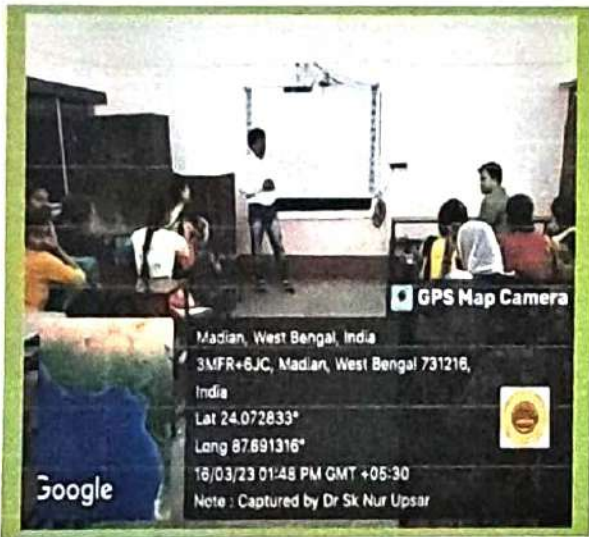 GPS Map Camera
Madian, West Bengal, India
3MFR+6JC, Madian, West Bengal 731216,
India
Lat 24.072833°
Long 87.691316°
16/03/23 01:48 PM GMT +05:30
Note : Captured by Dr Sk Nur Upsar
Google